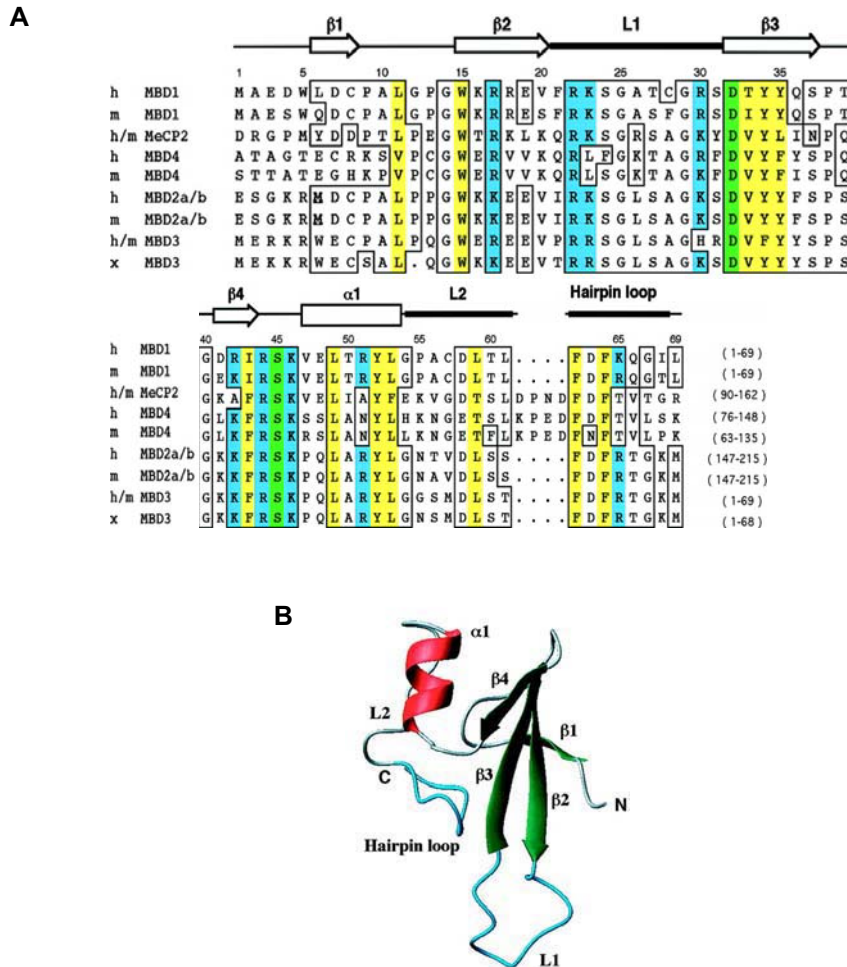 A
β1 β2 L1 β3
1 5 10 15 20 25 30 35
h MBD1 M A E D W L D C P A L G P G W K R R E V F R K S G A T C G R S D T Y Y Q S P T
m MBD1 M A E S W Q D C P A L G P G W K R R E S F R K S G A S F G R S D I Y Y Q S P T
h/m MeCP2 D R G P M Y D D P T L P E G W T R K L K Q R K S G R S A G K Y D V Y L I N P Q
h MBD4 A T A G T E C R K S V P C G W E R V V K Q R L F G K T A G R F D V Y F I S P Q
m MBD4 S T T A T E G H K P V P C G W E R V V K Q R L S G K T A G K F D V Y F I S P Q
h MBD2a/b E S G K R M D C P A L P P G W K K E E V I R K S G L S A G K S D V Y Y F S P S
m MBD2a/b E S G K R M D C P A L P P G W K K E E V I R K S G L S A G K S D V Y Y F S P S
h/m MBD3 M E R K R W E C P A L P Q G W E R E E V P R R S G L S A G H R D V F Y Y S P S
x MBD3 M E K K R W E C S A L . Q G W K K E E V T R R S G L S A G K S D V Y Y Y S P S
β4 α1 L2 Hairpin loop
40 45 50 55 60 65 69
h MBD1 G D R I R S K V E L T R Y L G P A C D L T L . . . . F D F K Q G I L (1-69)
m MBD1 G E K I R S K V E L T R Y L G P A C D L T L . . . . F D F R Q G T L (1-69)
h/m MeCP2 G K A F R S K V E L I A Y F E K V G D T S L D P N D F D F T V T G R (90-162)
h MBD4 G L K F R S K S S L A N Y L H K N G E T S L K P E D F D F T V L S K (76-148)
m MBD4 G L K F R S K R S L A N Y L L K N G E T F L K P E D F N F T V L P K (63-135)
h MBD2a/b G K K F R S K P Q L A R Y L G N T V D L S S . . . . F D F R T G K M (147-215)
m MBD2a/b G K K F R S K P Q L A R Y L G N A V D L S S . . . . F D F R T G K M (147-215)
h/m MBD3 G K K F R S K P Q L A R Y L G G S M D L S T . . . . F D F R T G K M (1-69)
x MBD3 G K K F R S K P Q L A R Y L G N S M D L S T . . . . F D F R T G K M (1-68)
B
α1
β4
L2
β1
C
β3
β2
N
Hairpin loop
L1